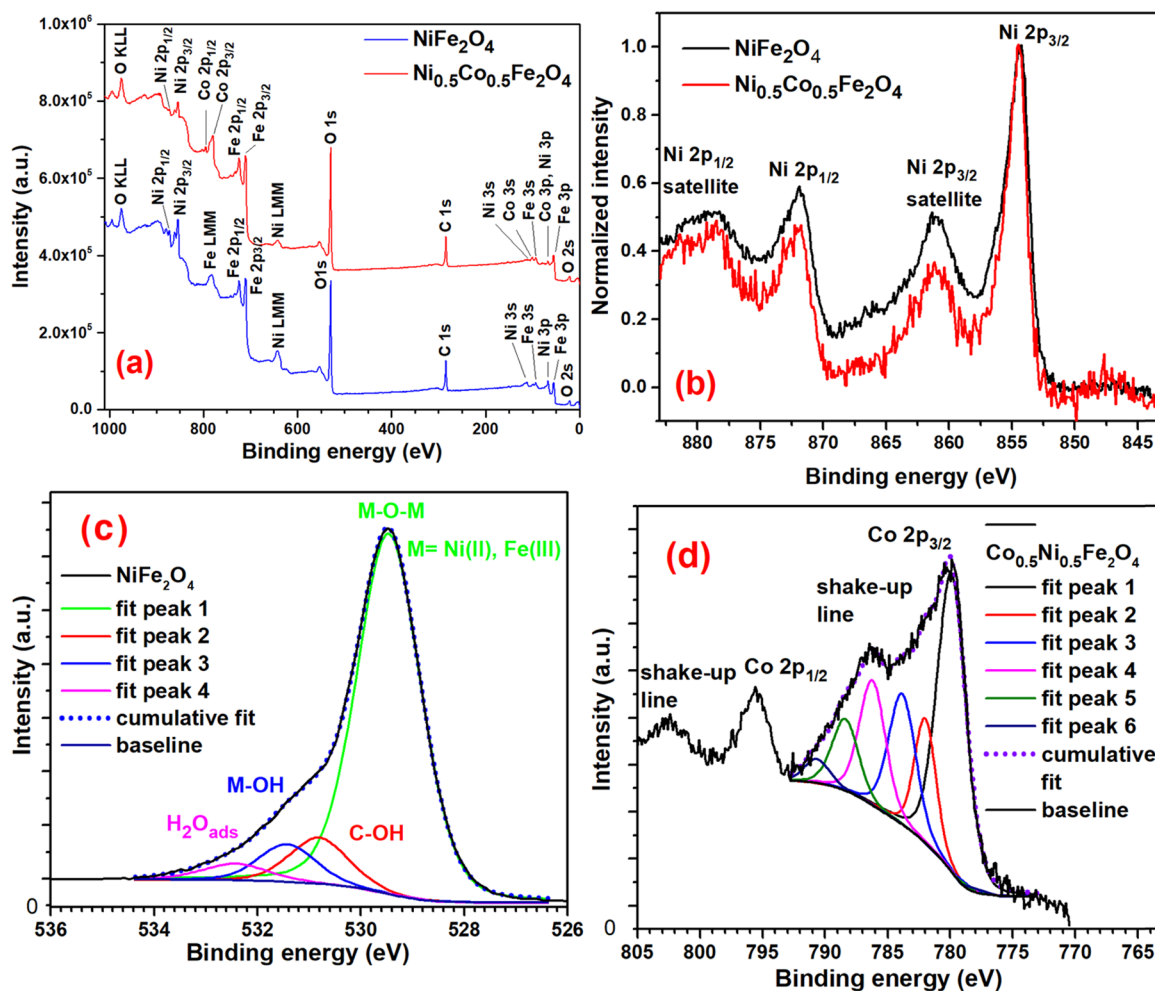 (a)
NiFe₂O₄
Ni₀.₅Co₀.₅Fe₂O₄
O KLL
Ni 2p₁/₂
Ni 2p₃/₂
Co 2p₁/₂
Co 2p₃/₂
Fe 2p₁/₂
Fe 2p₃/₂
Ni LMM
O 1s
C 1s
Ni 3s
Co 3s
Fe 3s
Co 3p, Ni 3p
Fe 3p
O 2s
O KLL
Ni 2p₁/₂
Ni 2p₃/₂
Fe LMM
Fe 2p₁/₂
Fe 2p₃/₂
Ni LMM
O1s
C 1s
Ni 3s
Fe 3s
Ni 3p
Fe 3p
O 2s
1.0x10⁶
8.0x10⁵
6.0x10⁵
4.0x10⁵
2.0x10⁵
0.0
Intensity (a.u.)
1000 800 600 400 200 0
Binding energy (eV)
(b)
NiFe₂O₄
Ni₀.₅Co₀.₅Fe₂O₄
Ni 2p₃/₂
Ni 2p₁/₂
satellite
Ni 2p₁/₂
Ni 2p₃/₂
satellite
1.0
0.8
0.6
0.4
0.2
0.0
Normalized intensity
880 875 870 865 860 855 850 845
Binding energy (eV)
(c)
M-O-M
M= Ni(II), Fe(III)
NiFe₂O₄
fit peak 1
fit peak 2
fit peak 3
fit peak 4
cumulative fit
baseline
M-OH
H₂Oads
C-OH
Intensity (a.u.)
0
536 534 532 530 528 526
Binding energy (eV)
(d)
Co 2p₃/₂
shake-up
line
shake-up
line
Co 2p₁/₂
Co₀.₅Ni₀.₅Fe₂O₄
fit peak 1
fit peak 2
fit peak 3
fit peak 4
fit peak 5
fit peak 6
cumulative
fit
baseline
Intensity (a.u.)
0
805 795 790 785 780 775 770 765
Binding energy (eV)